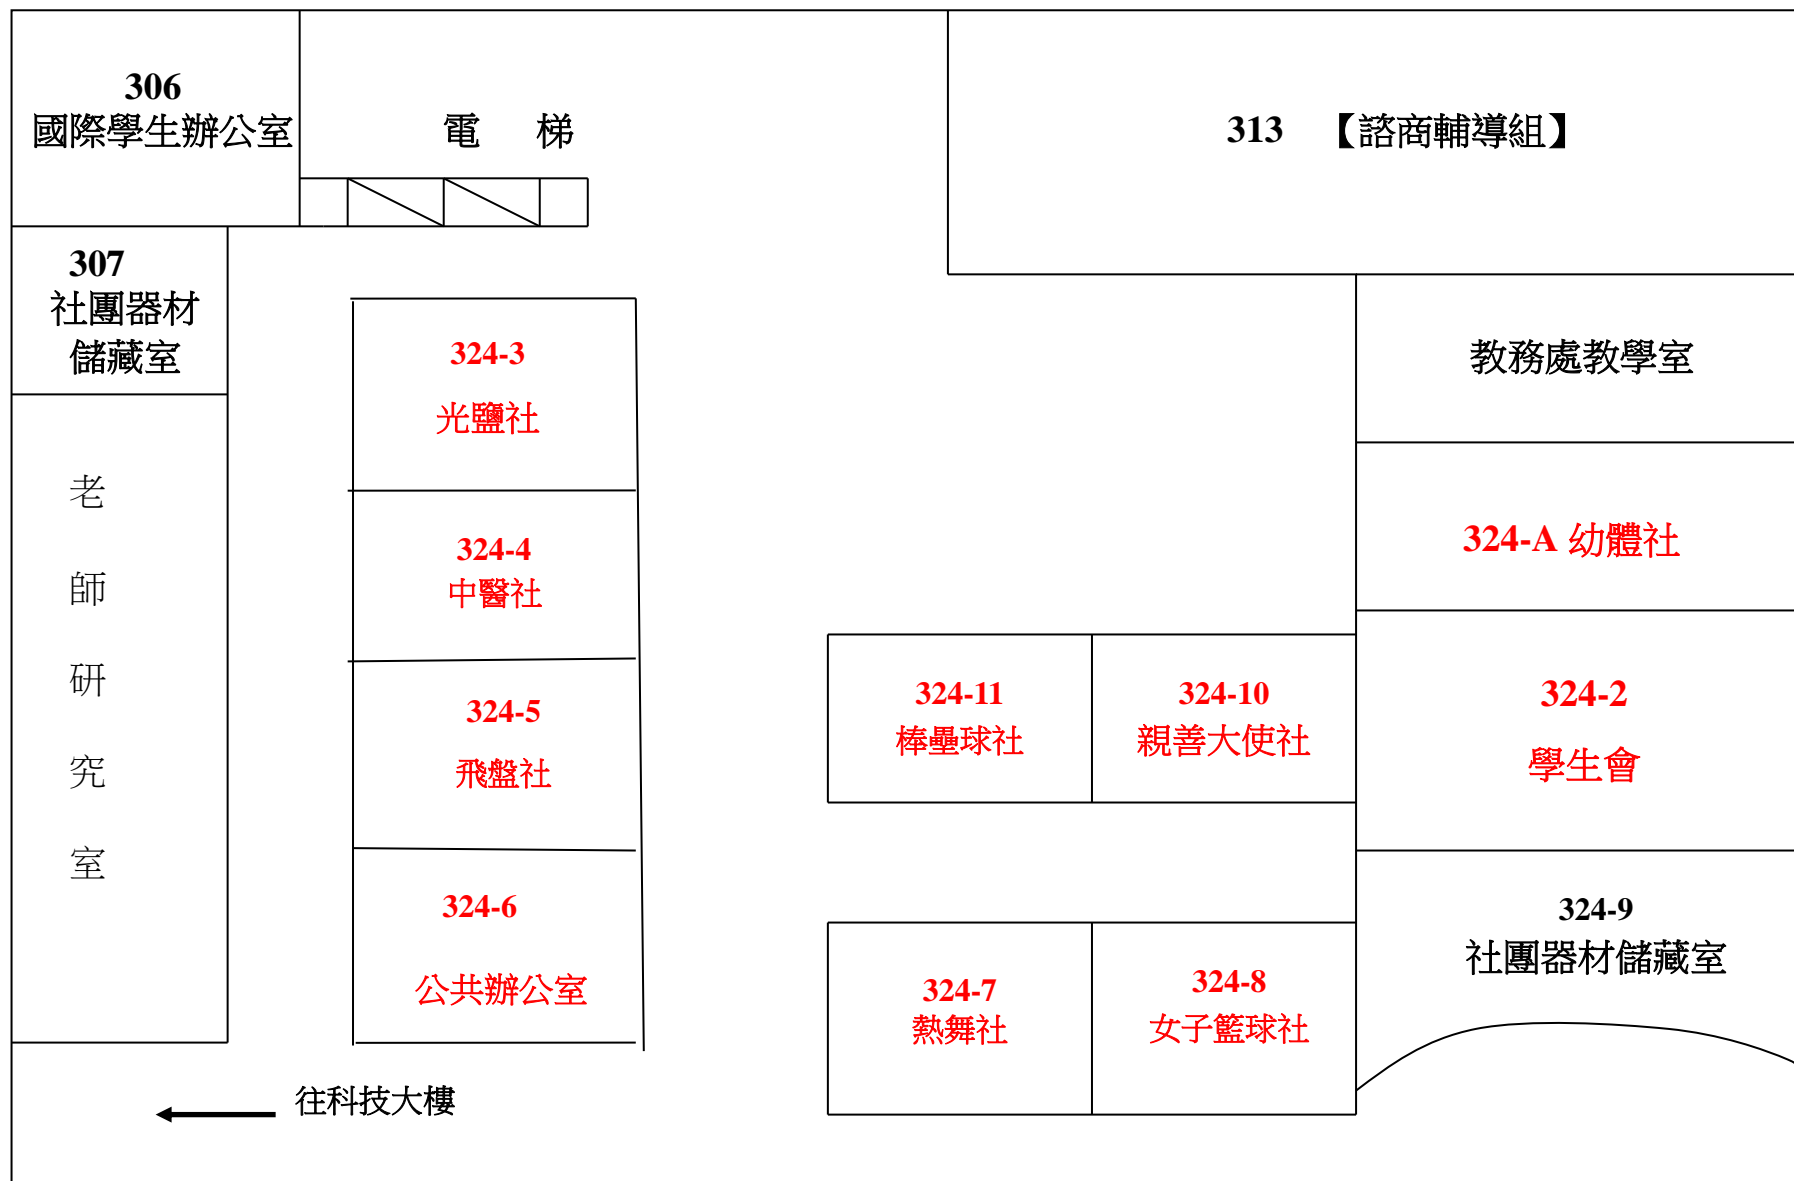 306
國際學生辦公室
電 梯
313 【諮商輔導組】
307
社團器材
儲藏室
老
師
研
究
室
324-3
光鹽社
324-4
中醫社
324-5
飛盤社
324-6
公共辦公室
教務處教學室
324-A 幼體社
324-11
棒壘球社
324-10
親善大使社
324-2
學生會
324-7
熱舞社
324-8
女子籃球社
324-9
社團器材儲藏室
往科技大樓